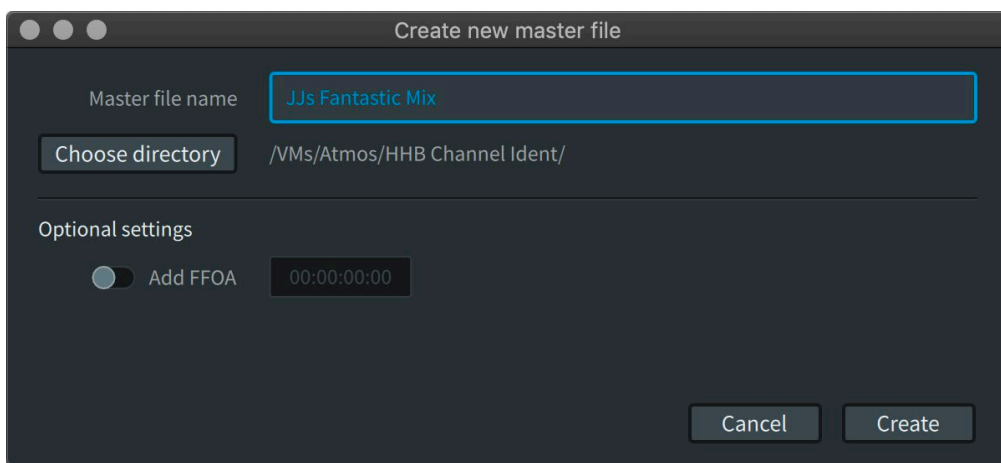 Create new master file
Master file name JJs Fantastic Mix
Choose directory /VMs/Atmos/HHB Channel Ident/
Optional settings
Add FFOA 00:00:00:00
Cancel Create